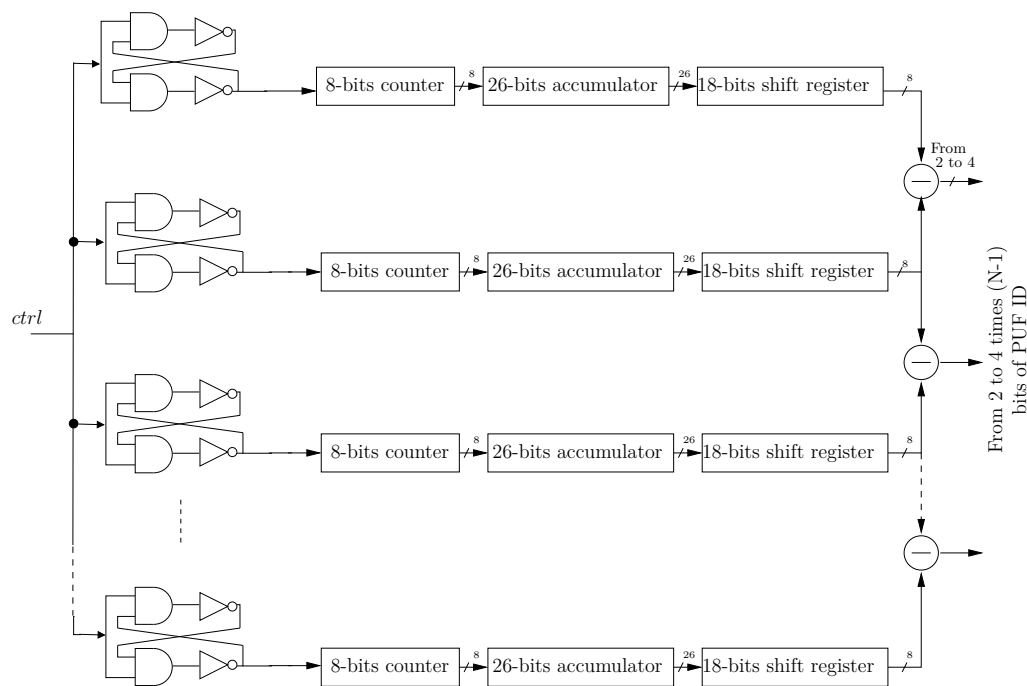 8
26
8
8-bits counter
26-bits accumulator
18-bits shift register
From
2 to 4
8
26
8
8-bits counter
26-bits accumulator
18-bits shift register
ctrl
From 2 to 4 times (N-1)
bits of PUF ID
8
26
8
8-bits counter
26-bits accumulator
18-bits shift register
8
26
8
8-bits counter
26-bits accumulator
18-bits shift register